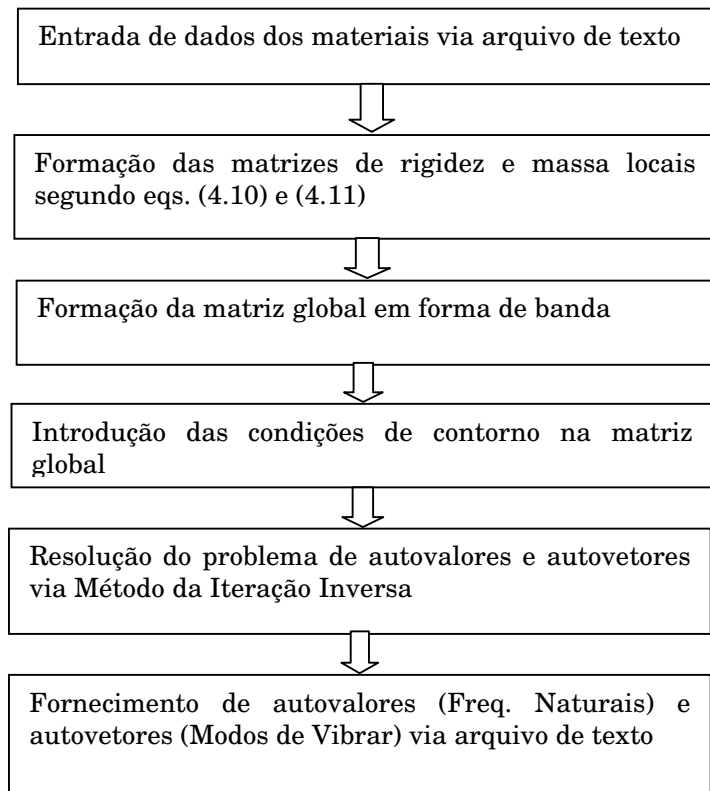 Entrada de dados dos materiais via arquivo de texto
Formação das matrizes de rigidez e massa locais
segundo eqs. (4.10) e (4.11)
Formação da matriz global em forma de banda
Introdução das condições de contorno na matriz
global
Resolução do problema de autovalores e autovetores
via Método da Iteração Inversa
Fornecimento de autovalores (Freq. Naturais) e
autovetores (Modos de Vibrar) via arquivo de texto